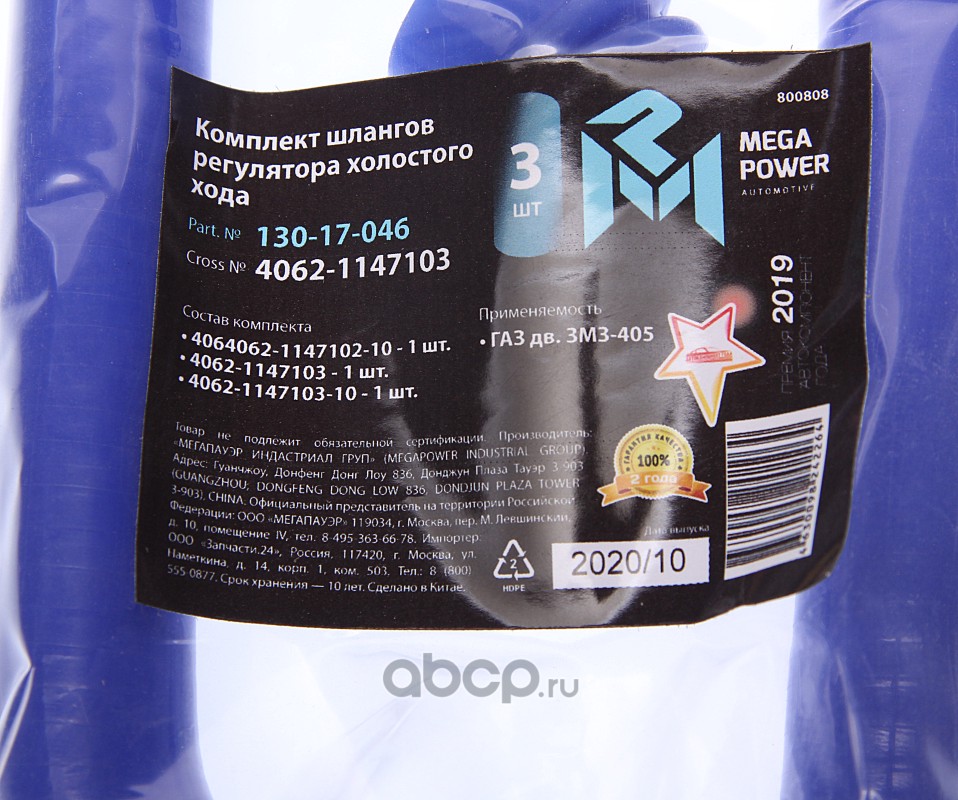 800808
Комплект шлангов
регулятора холостого
хода
3
ШТ
MEGA
POWER
AUTOMOTIVE
Part. № 130-17-046
Cross № 4062-1147103
Состав комплекта
• 4064062-1147102-10 - 1 шт.
• 4062-1147103 - 1 шт.
• 4062-1147103-10 - 1 шт.
Применяемость
• ГАЗ дв. ЗМЗ-405
ПРЕМИЯ 2019
АВТОКОМПОНЕНТ
ГОДА
Товар не подлежит обязательной сертификации. Производитель:
«МЕГАПАУЭР ИНДАСТРИАЛ ГРУП» (MEGAPOWER INDUSTRIAL GROUP).
Адрес: Гуанчжоу, Донфенг Донг Лоу 836, Донджун Плаза Тауэр 3-903
(GUANGZHOU, DONGFENG DONG LOW 836, DONDJUN PLAZA TOWER
3-903), CHINA. Официальный представитель на территории Российской
Федерации: ООО «МЕГАПАУЭР» 119034, г. Москва, пер. М. Левшинский,
д. 10, помещение IV, тел. 8-495-363-66-78. Импортер:
ООО «Запчасти.24», Россия, 117420, г. Москва, ул.
Наметкина, д. 14, корп. 1, ком. 503, Тел.: 8 (800)
555-0877. Срок хранения — 10 лет. Сделано в Китае.
ГАРАНТИЯ КАЧЕСТВА
100%
2 года
2
HDPE
Дата выпуска
2020/10
4630098242264
abcp.ru